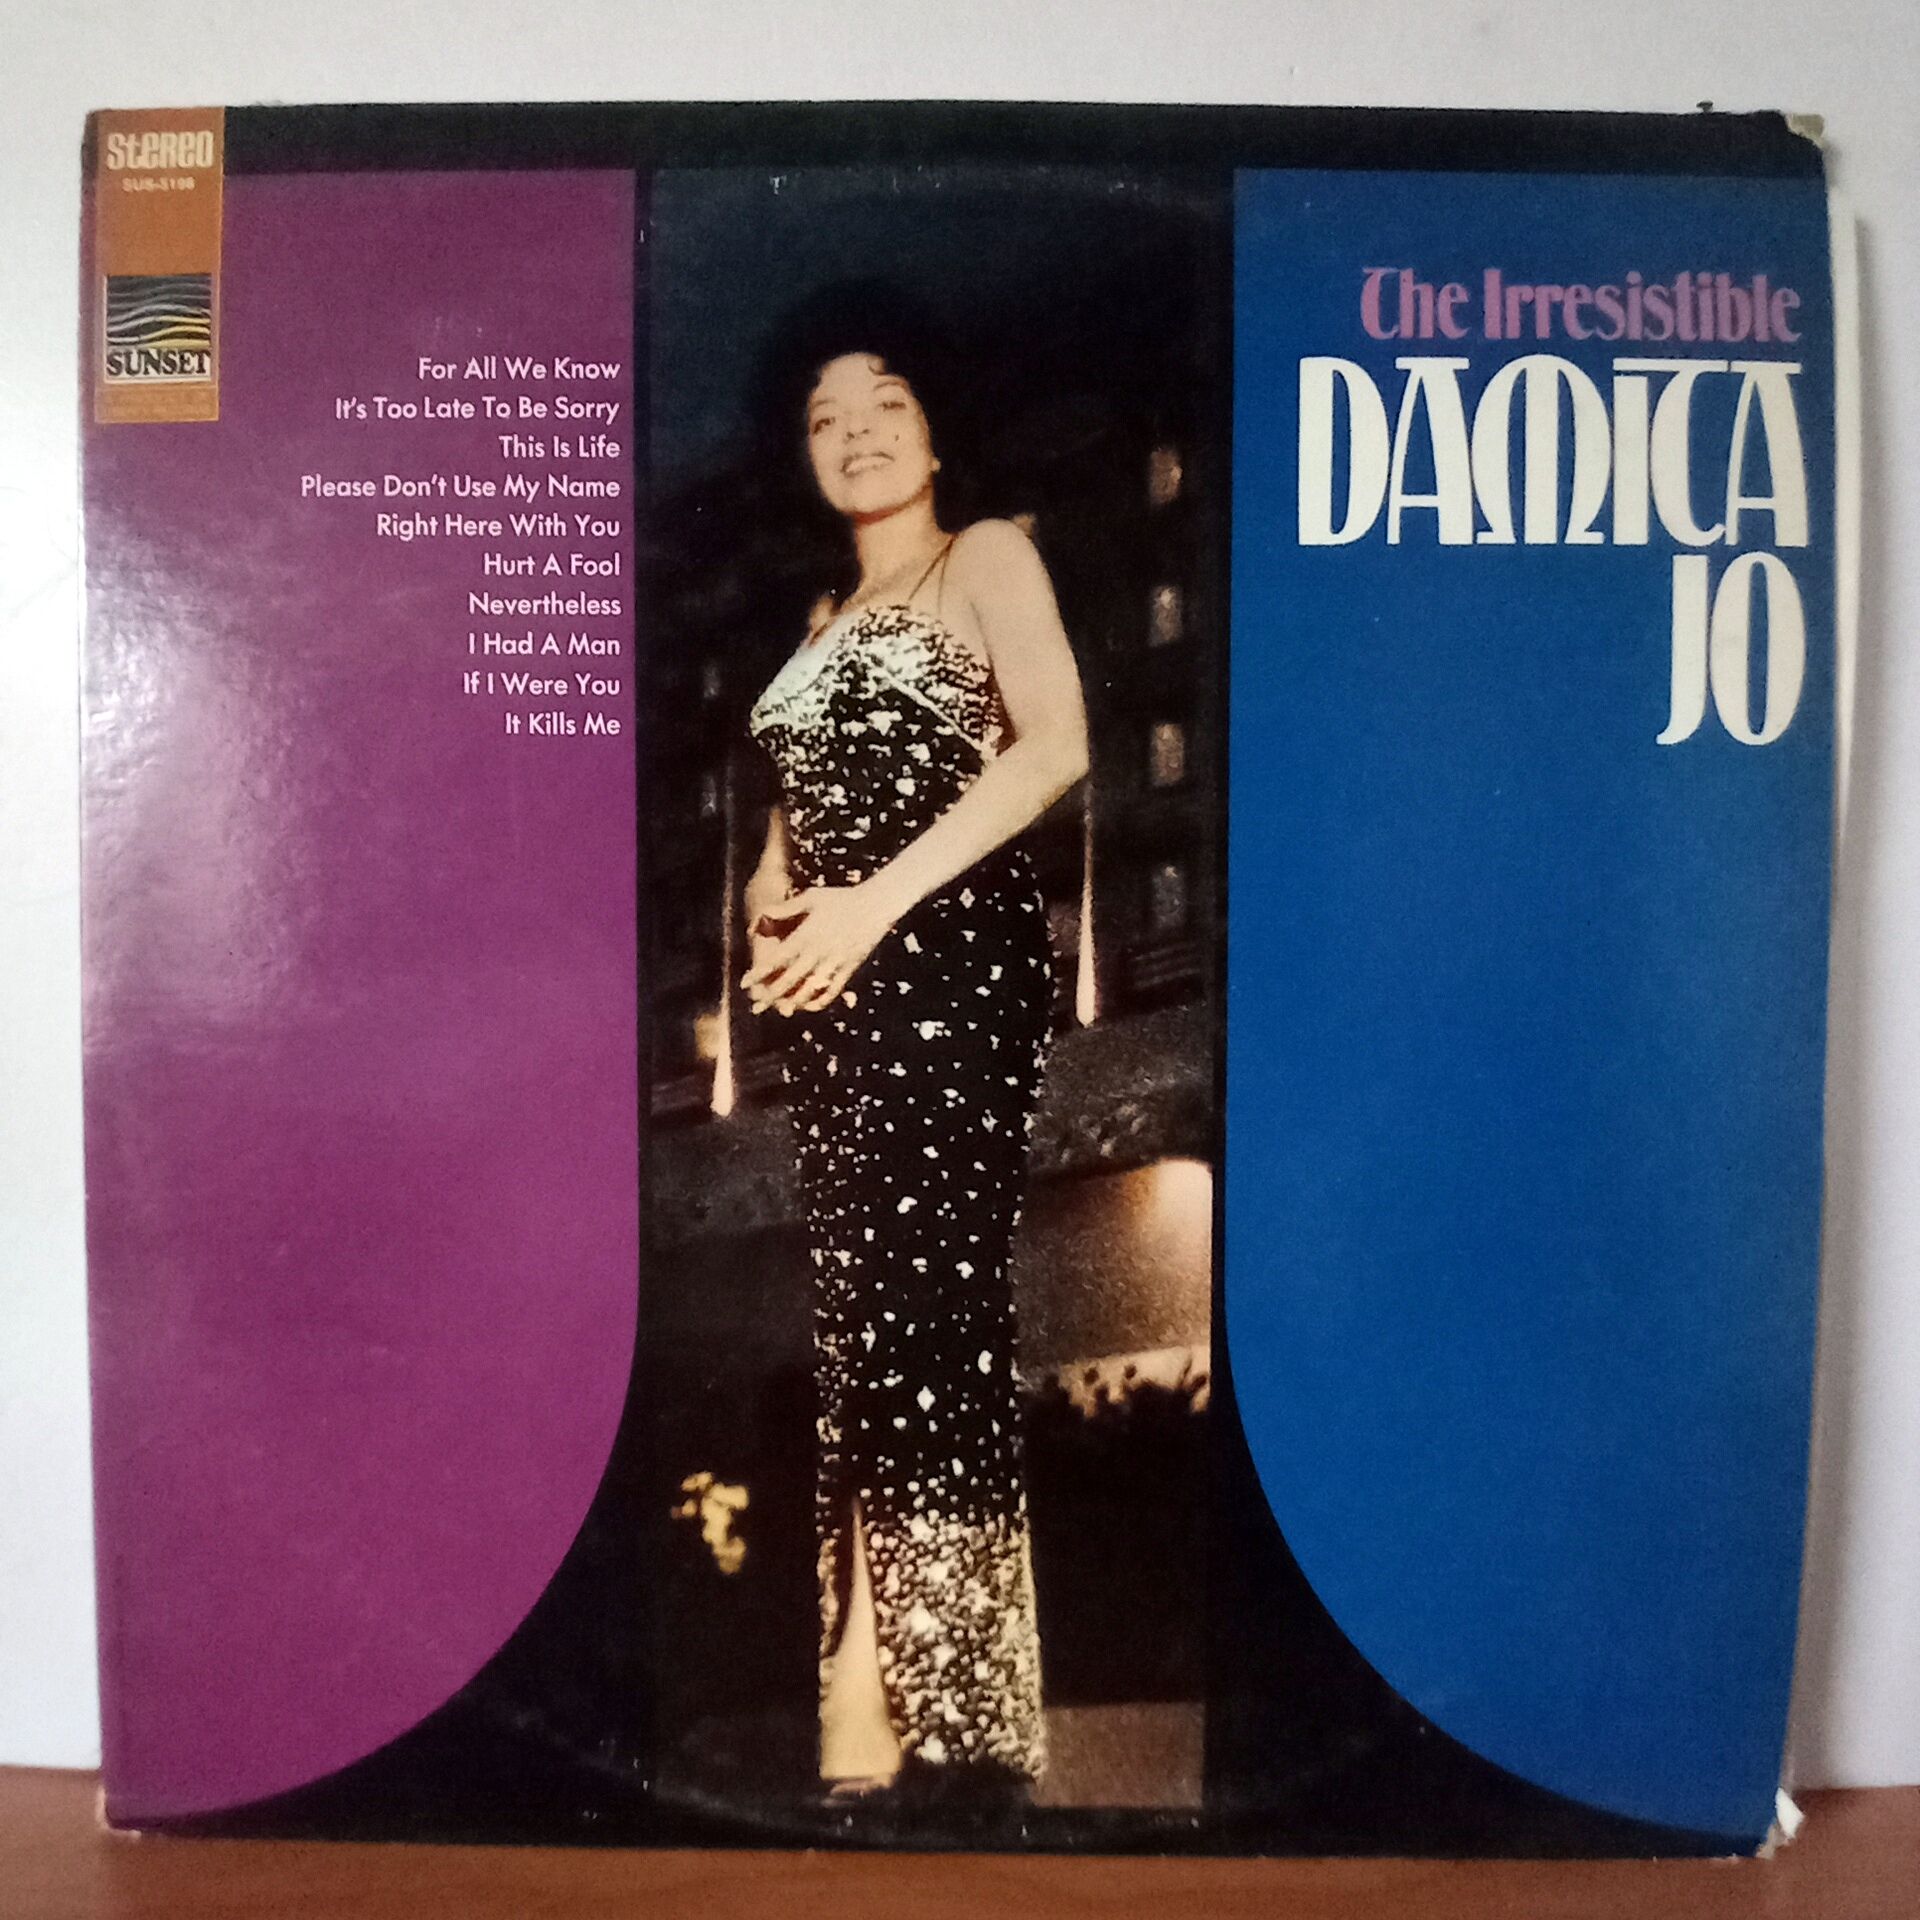 Stereo
SUS-5198
SUNSET
For All We Know
It's Too Late To Be Sorry
This Is Life
Please Don't Use My Name
Right Here With You
Hurt A Fool
Nevertheless
I Had A Man
If I Were You
It Kills Me
The Irresistible
DAMITA
JO